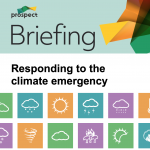 prospect
Briefing
Responding to the
climate emergency